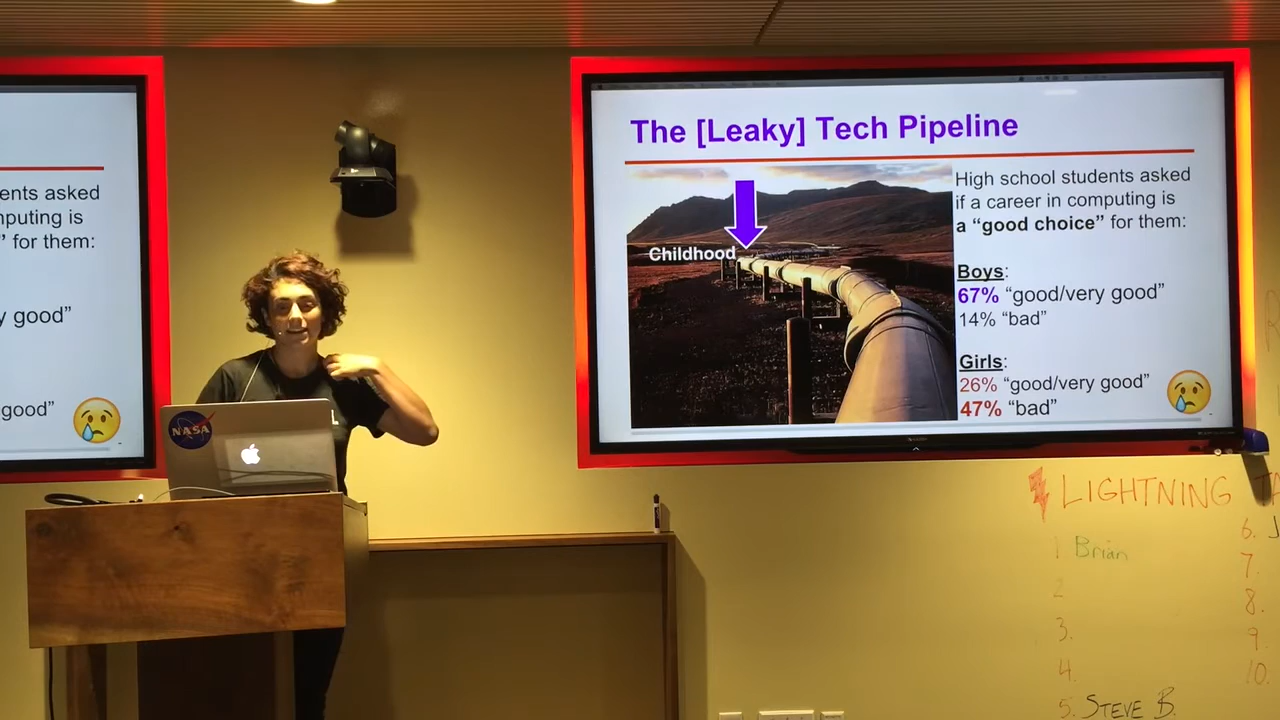 ents asked
nputing is
” for them:
y good”
good”
NASA
The [Leaky] Tech Pipeline
Childhood
High school students asked
if a career in computing is
a “good choice” for them:
Boys:
67% “good/very good”
14% “bad”
Girls:
26% “good/very good”
47% “bad”
LIGHTNING TA
1 Brian
2
3.
4.
5. STEVE B.
6. J
7.
8.
9.
10.